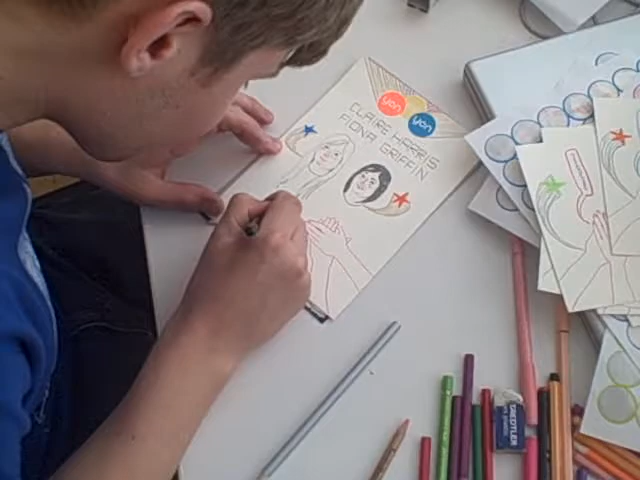 yon
yon
CLAIRE HARRIS
FIONA GRIFFIN
STAEDTLER